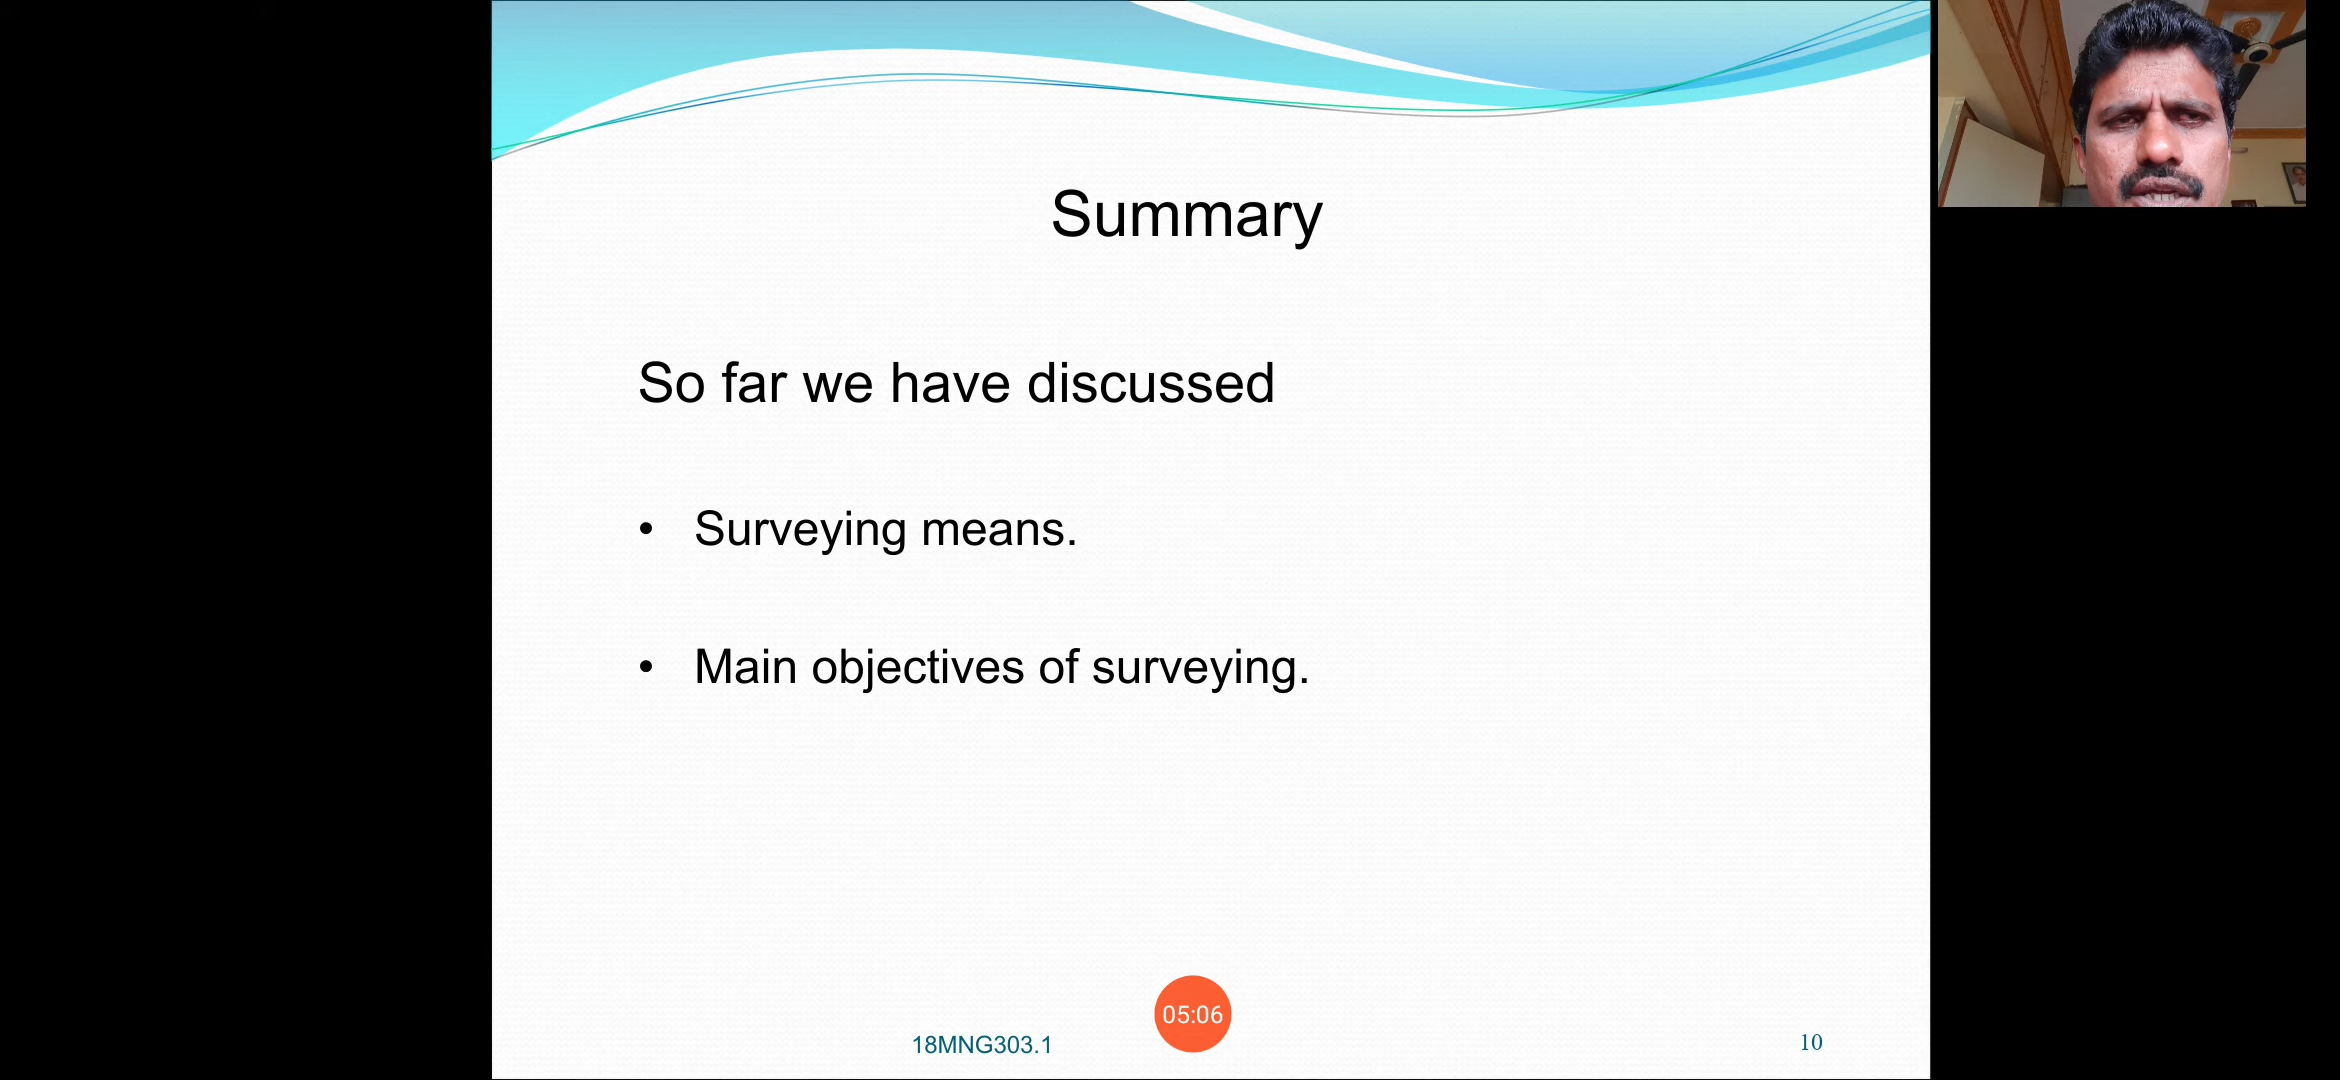 Summary
So far we have discussed
• Surveying means.
• Main objectives of surveying.
05:06
18MNG303.1
10